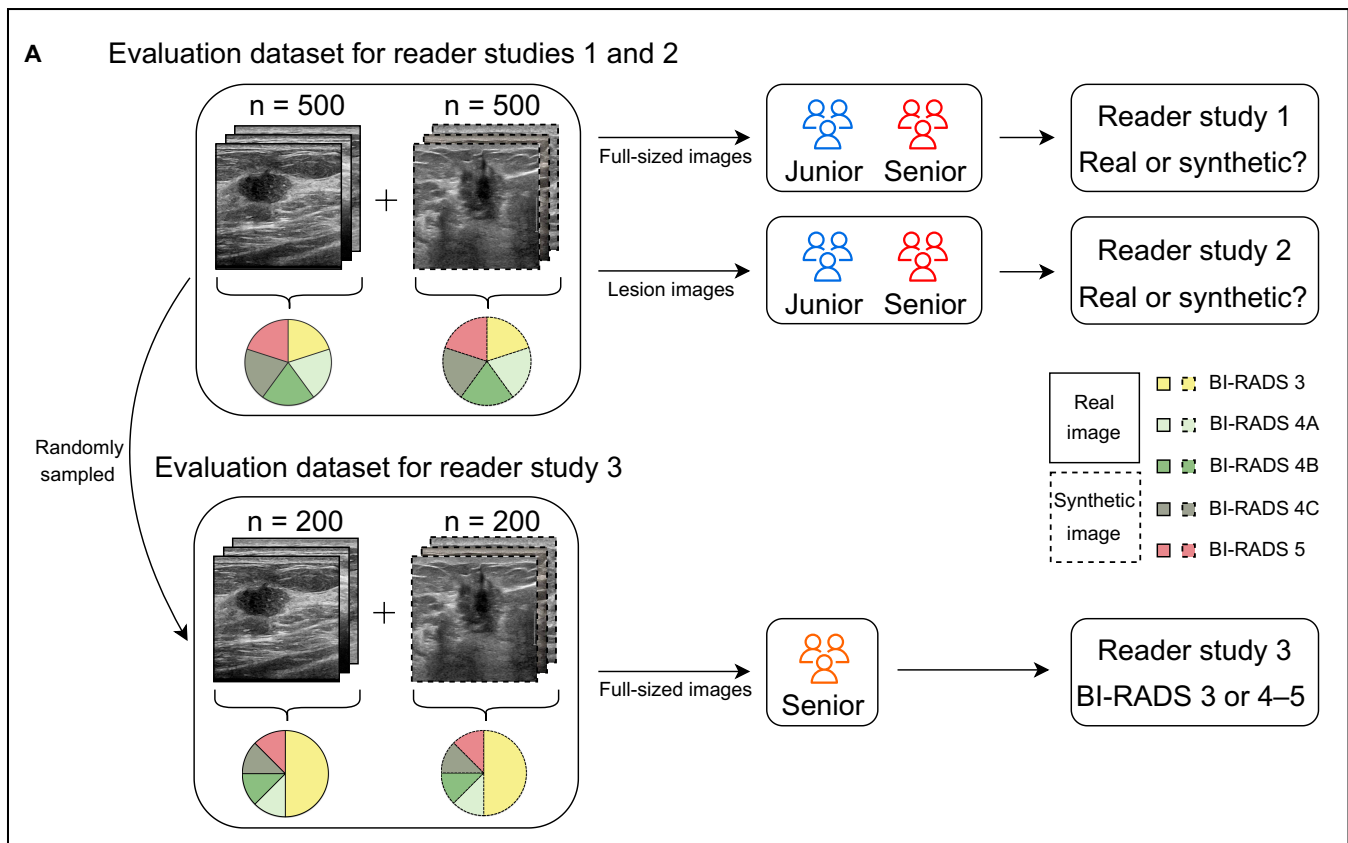 A
Evaluation dataset for reader studies 1 and 2
n = 500
n = 500
+
Full-sized images
Junior
Senior
Reader study 1
Real or synthetic?
Lesion images
Junior
Senior
Reader study 2
Real or synthetic?
Randomly
sampled
Real
image
Synthetic
image
BI-RADS 3
BI-RADS 4A
BI-RADS 4B
BI-RADS 4C
BI-RADS 5
Evaluation dataset for reader study 3
n = 200
n = 200
+
Full-sized images
Senior
Reader study 3
BI-RADS 3 or 4–5